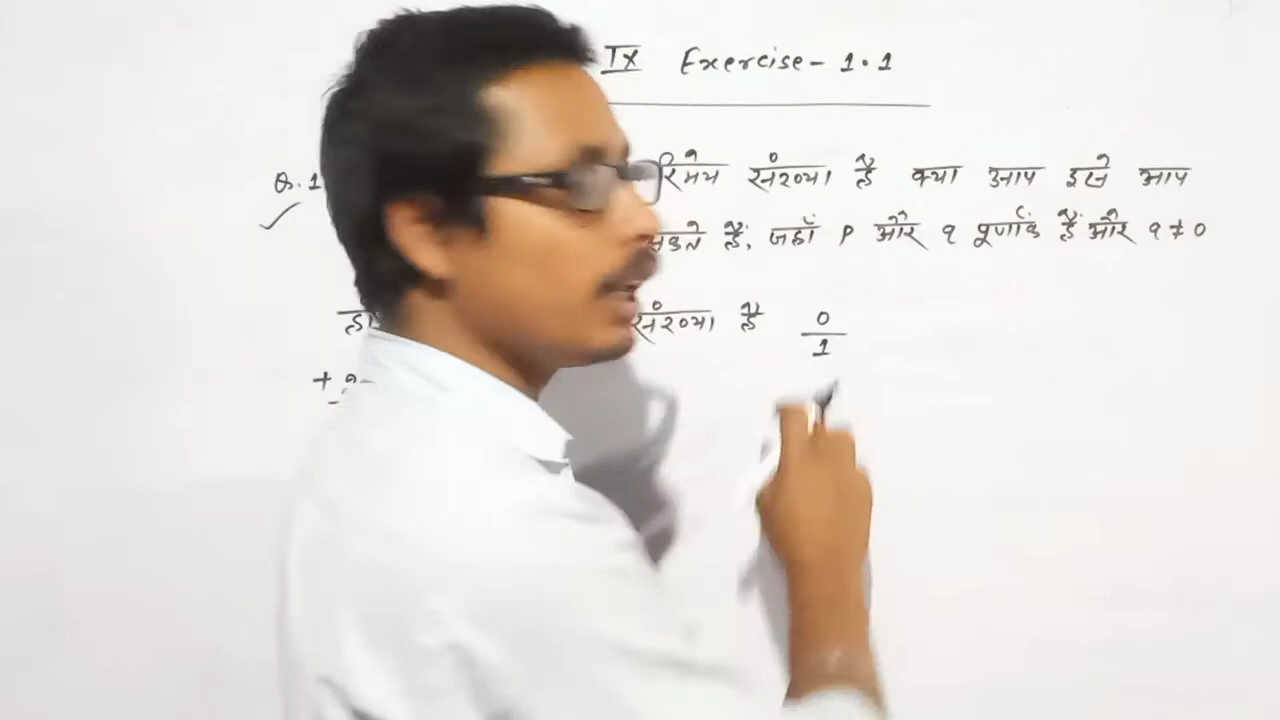 IX Exercise - 1.1
Q. 1 संख्या है क्या आप इसे आप
सकते हैं, जहाँ p और q पूर्णांक हैं और q ≠ 0
संख्या है 0/1
+